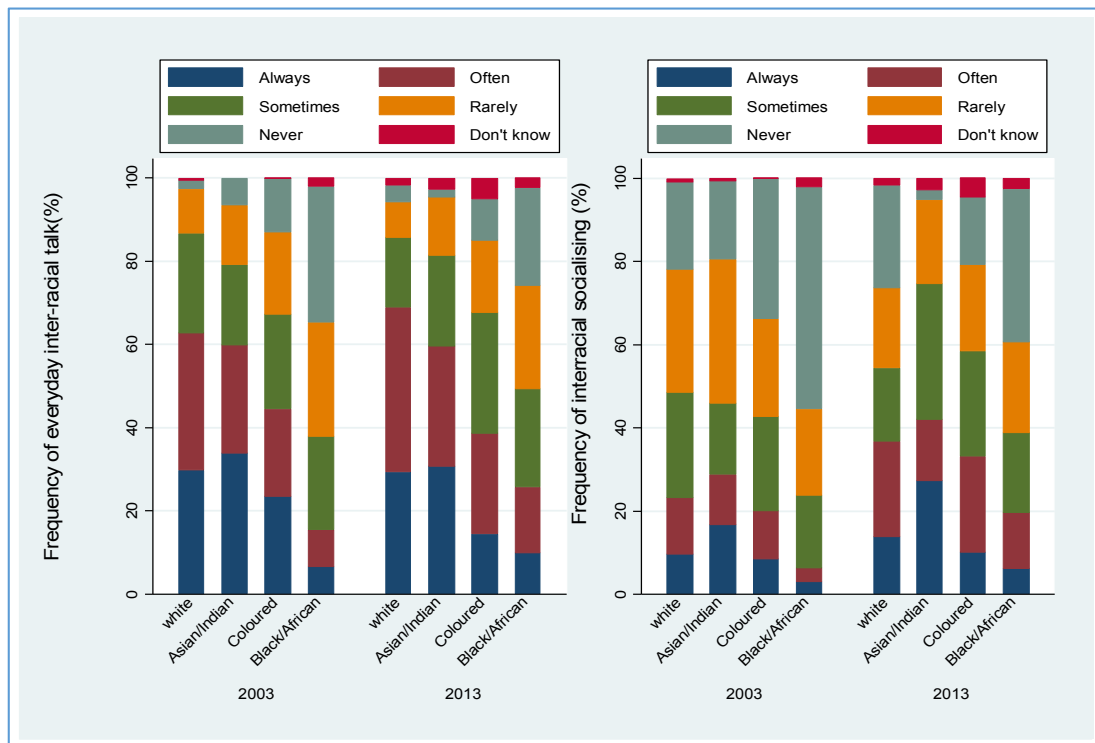 Always Often
Sometimes Rarely
Never Don't know
Frequency of everyday inter-racial talk(%)
100
80
60
40
20
0
white
Asian/Indian
Coloured
Black/African
white
Asian/Indian
Coloured
Black/African
2003 2013
Always Often
Sometimes Rarely
Never Don't know
Frequency of interracial socialising (%)
100
80
60
40
20
0
white
Asian/Indian
Coloured
Black/African
white
Asian/Indian
Coloured
Black/African
2003 2013